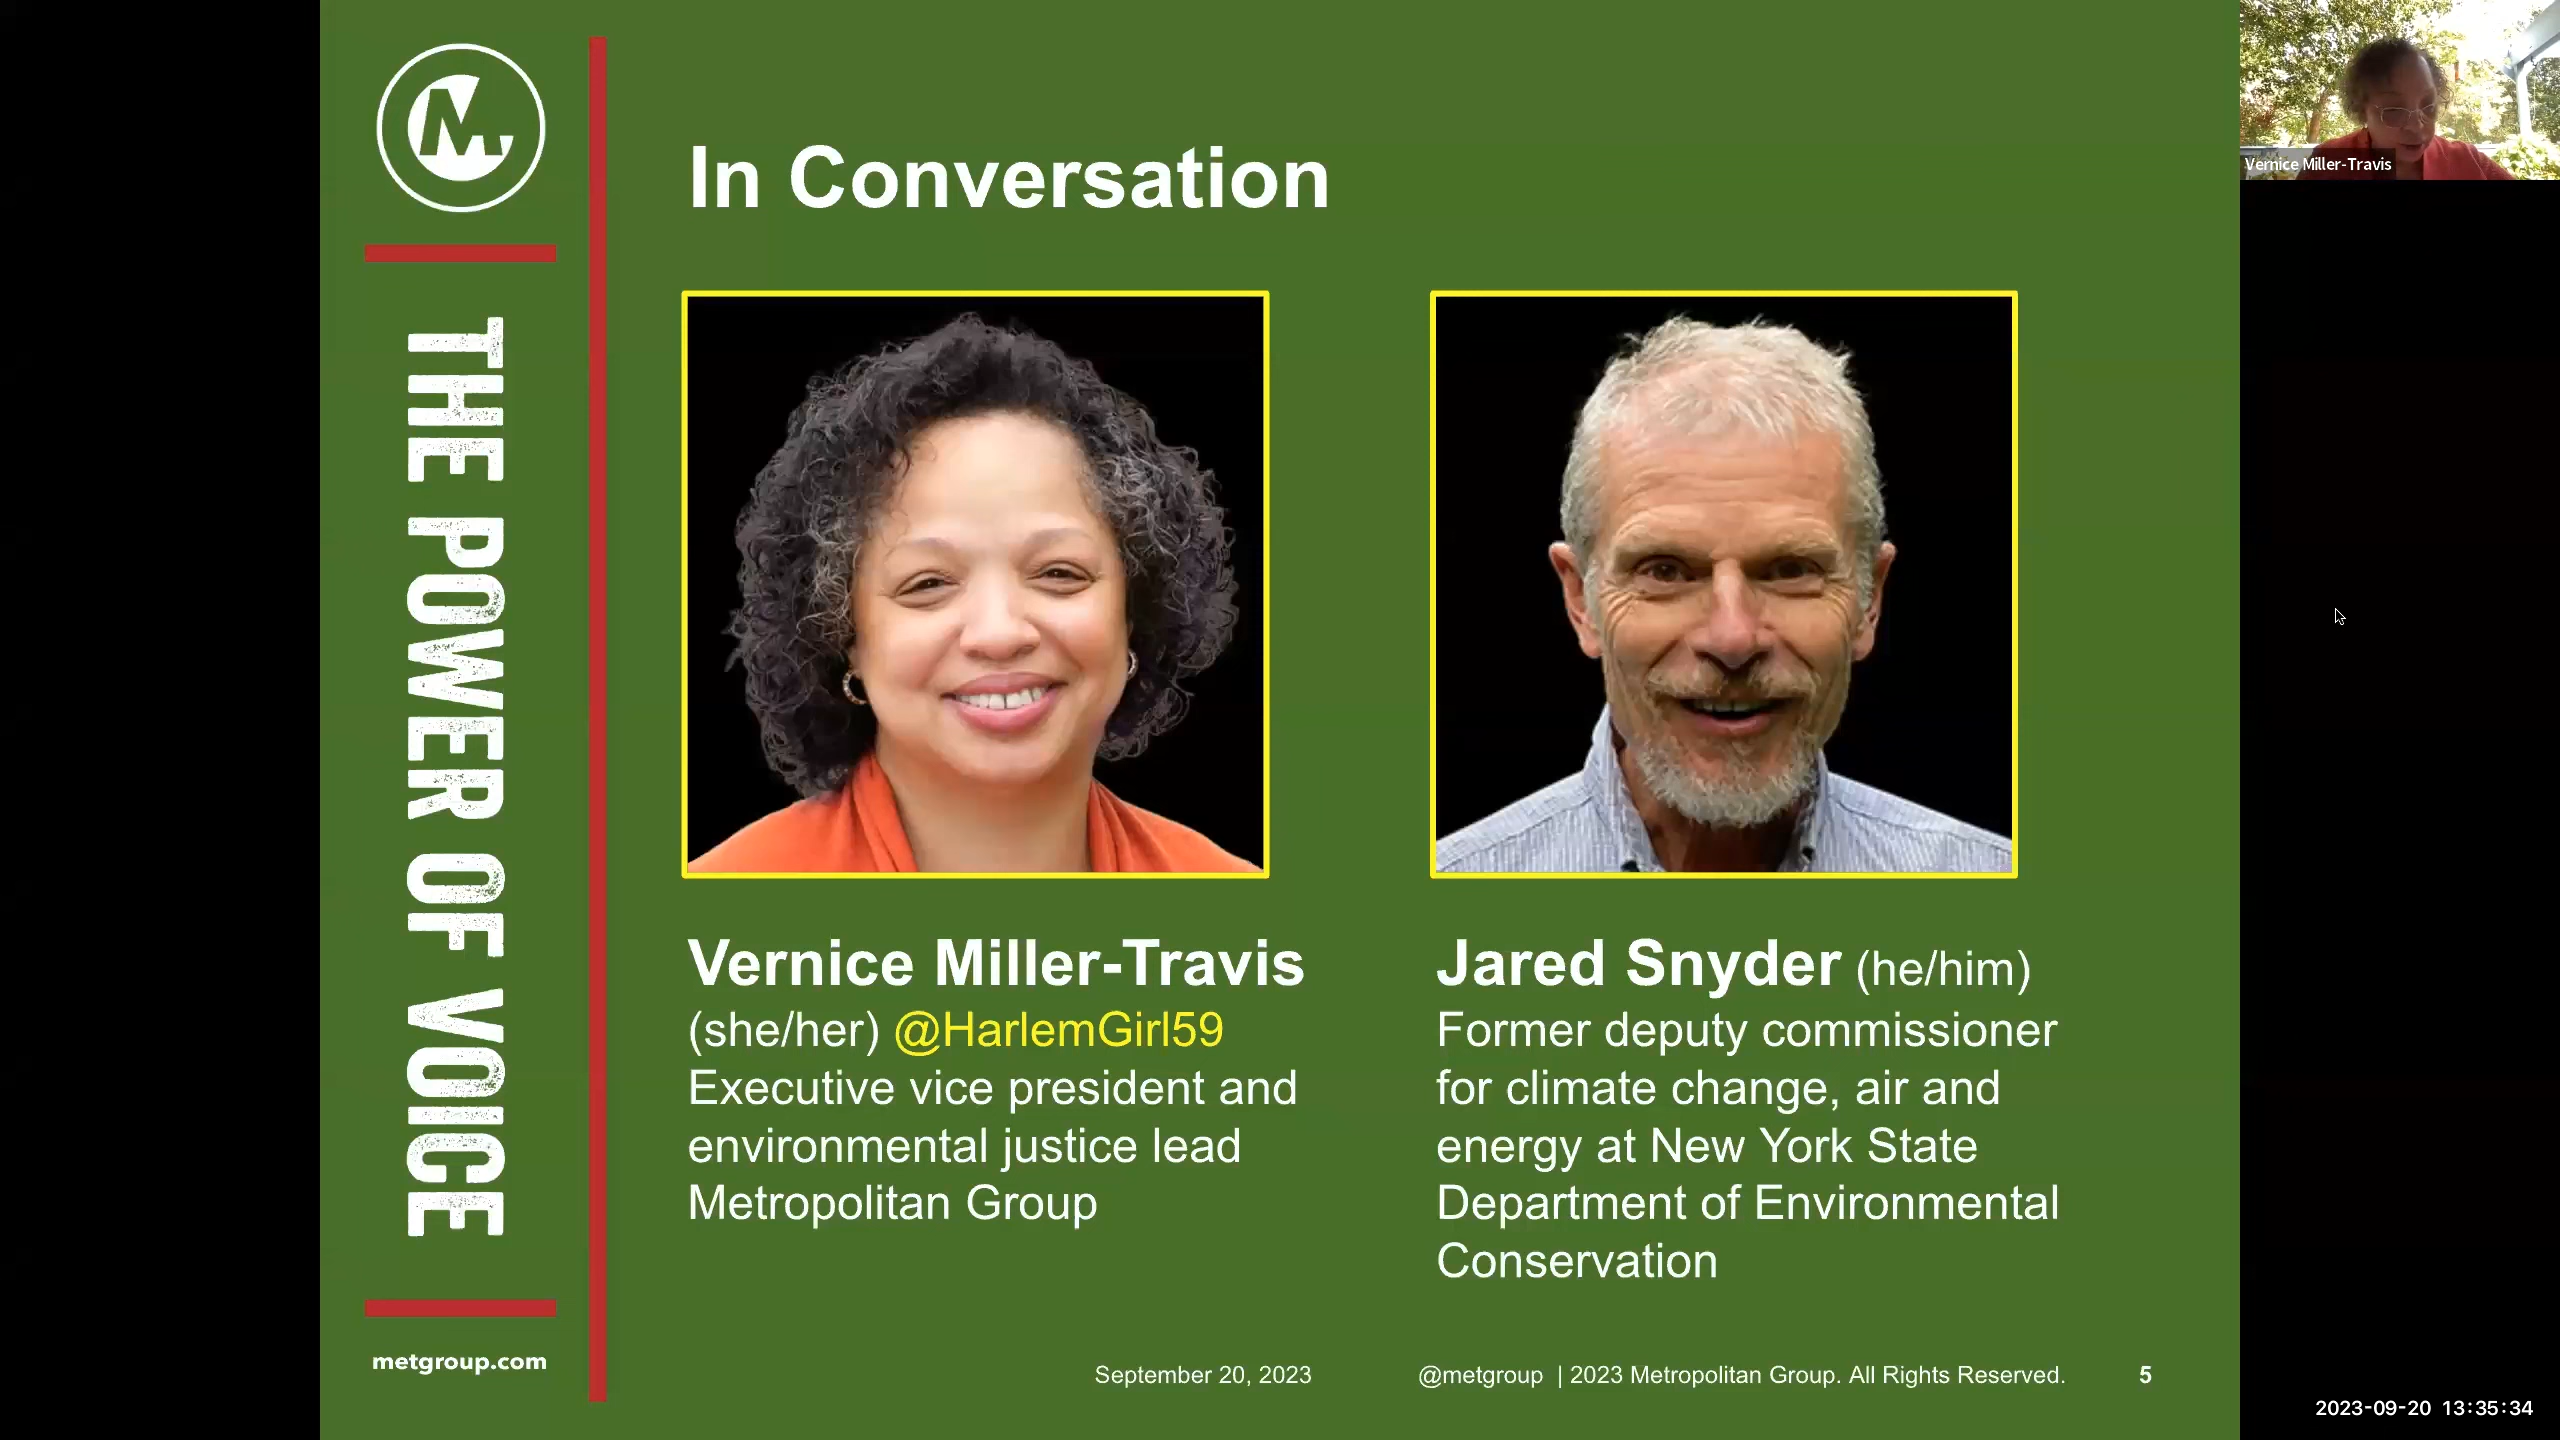 In Conversation
THE POWER OF VOICE
Vernice Miller-Travis
(she/her) @HarlemGirl59
Executive vice president and
environmental justice lead
Metropolitan Group
Jared Snyder (he/him)
Former deputy commissioner
for climate change, air and
energy at New York State
Department of Environmental
Conservation
metgroup.com
September 20, 2023
@metgroup | 2023 Metropolitan Group. All Rights Reserved.
5
Vernice Miller-Travis
2023-09-20 13:35:34